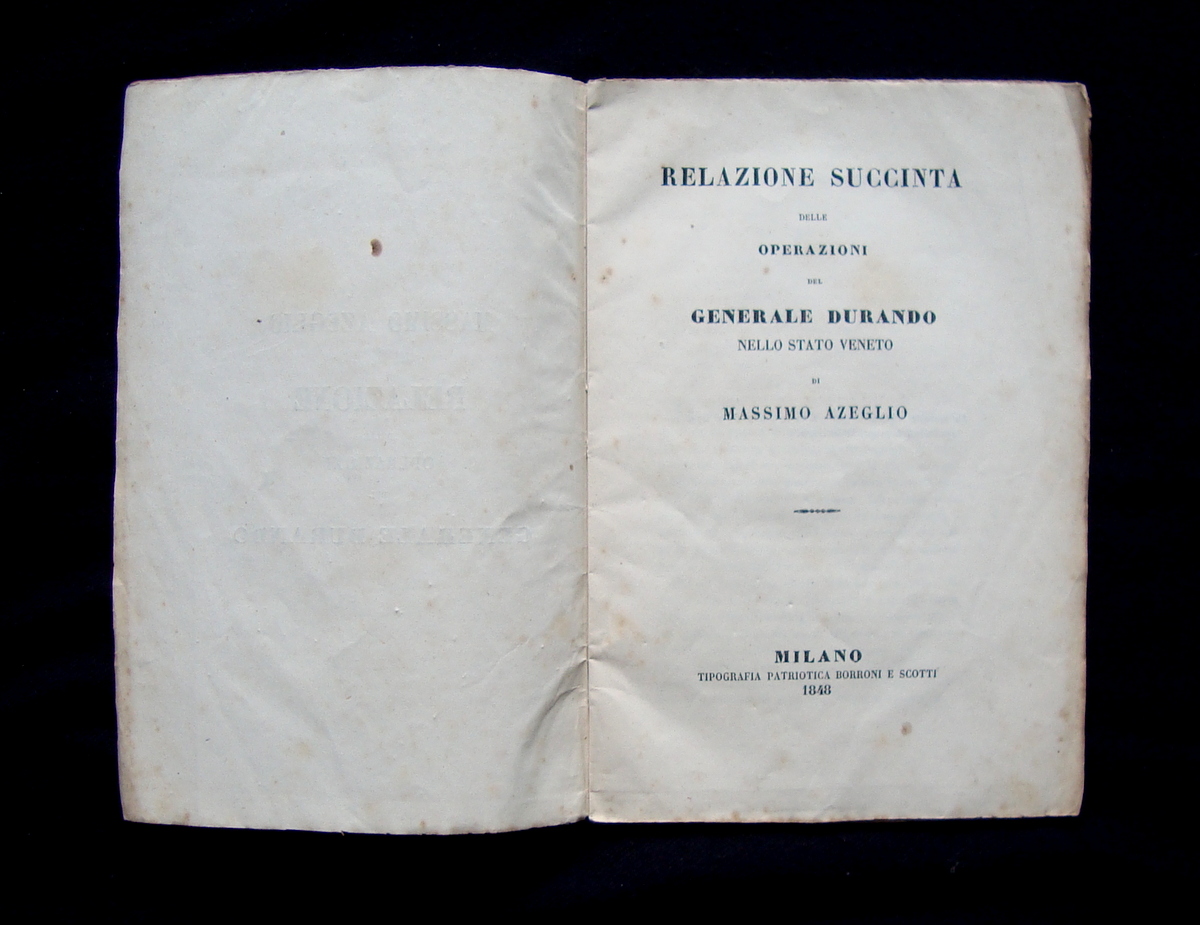 RELAZIONE SUCCINTA
DELLE
OPERAZIONI
DEL
GENERALE DURANDO
NELLO STATO VENETO
DI
MASSIMO AZEGLIO
MILANO
TIPOGRAFIA PATRIOTICA BORRONI E SCOTTI
1848